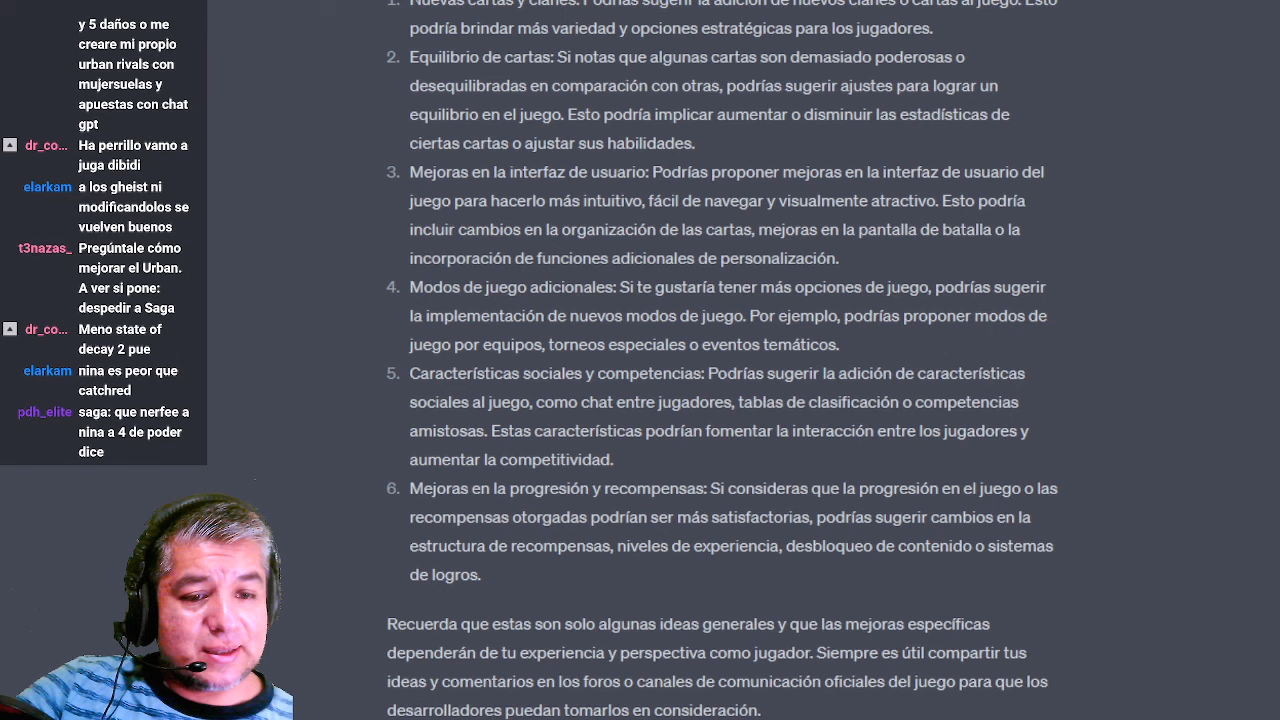 y 5 daños o me
creare mi propio
urban rivals con
mujersuelas y
apuestas con chat
gpt
dr_co... Ha perrillo vamo a
juga dibidi
elarkam a los gheist ni
modificandolos se
vuelven buenos
t3nazas_ Pregúntale cómo
mejorar el Urban.
A ver si pone:
despedir a Saga
dr_co... Meno state of
decay 2 pue
elarkam nina es peor que
catchred
pdh_elite saga: que nerfee a
nina a 4 de poder
dice
1. Nuevas cartas y clanes: Podrías sugerir la adición de nuevos clanes o cartas al juego. Esto
podría brindar más variedad y opciones estratégicas para los jugadores.
2. Equilibrio de cartas: Si notas que algunas cartas son demasiado poderosas o
desequilibradas en comparación con otras, podrías sugerir ajustes para lograr un
equilibrio en el juego. Esto podría implicar aumentar o disminuir las estadísticas de
ciertas cartas o ajustar sus habilidades.
3. Mejoras en la interfaz de usuario: Podrías proponer mejoras en la interfaz de usuario del
juego para hacerlo más intuitivo, fácil de navegar y visualmente atractivo. Esto podría
incluir cambios en la organización de las cartas, mejoras en la pantalla de batalla o la
incorporación de funciones adicionales de personalización.
4. Modos de juego adicionales: Si te gustaría tener más opciones de juego, podrías sugerir
la implementación de nuevos modos de juego. Por ejemplo, podrías proponer modos de
juego por equipos, torneos especiales o eventos temáticos.
5. Características sociales y competencias: Podrías sugerir la adición de características
sociales al juego, como chat entre jugadores, tablas de clasificación o competencias
amistosas. Estas características podrían fomentar la interacción entre los jugadores y
aumentar la competitividad.
6. Mejoras en la progresión y recompensas: Si consideras que la progresión en el juego o las
recompensas otorgadas podrían ser más satisfactorias, podrías sugerir cambios en la
estructura de recompensas, niveles de experiencia, desbloqueo de contenido o sistemas
de logros.
Recuerda que estas son solo algunas ideas generales y que las mejoras específicas
dependerán de tu experiencia y perspectiva como jugador. Siempre es útil compartir tus
ideas y comentarios en los foros o canales de comunicación oficiales del juego para que los
desarrolladores puedan tomarlos en consideración.